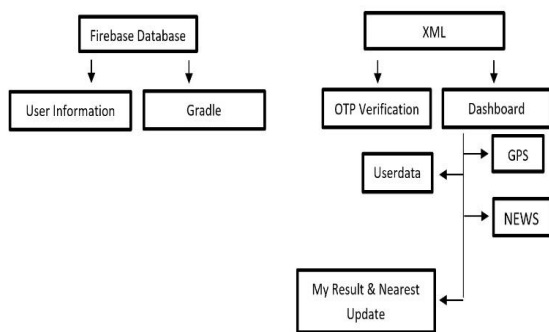 Firebase Database
XML
User Information
Gradle
OTP Verification
Dashboard
GPS
Userdata
NEWS
My Result & Nearest
Update